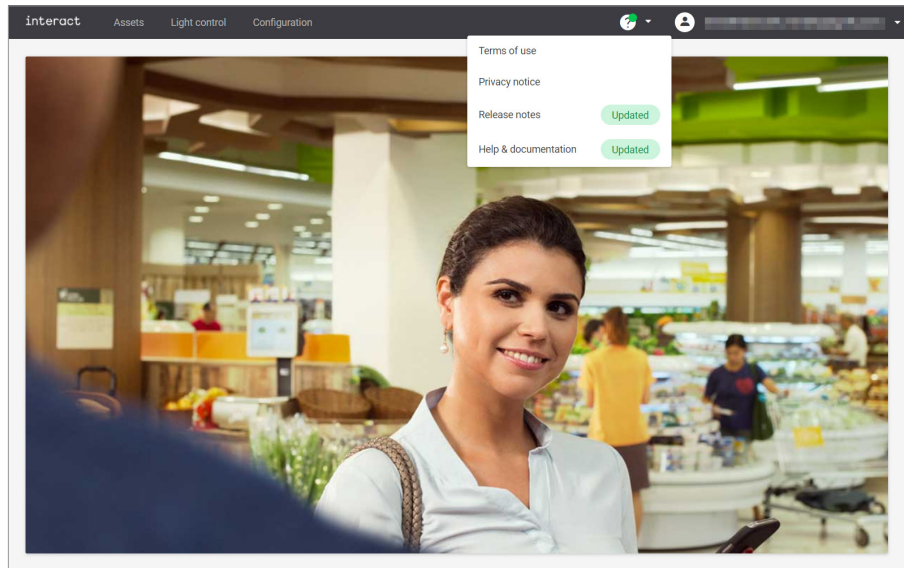 interact Assets Light control Configuration ?
Terms of use
Privacy notice
Release notes Updated
Help & documentation Updated